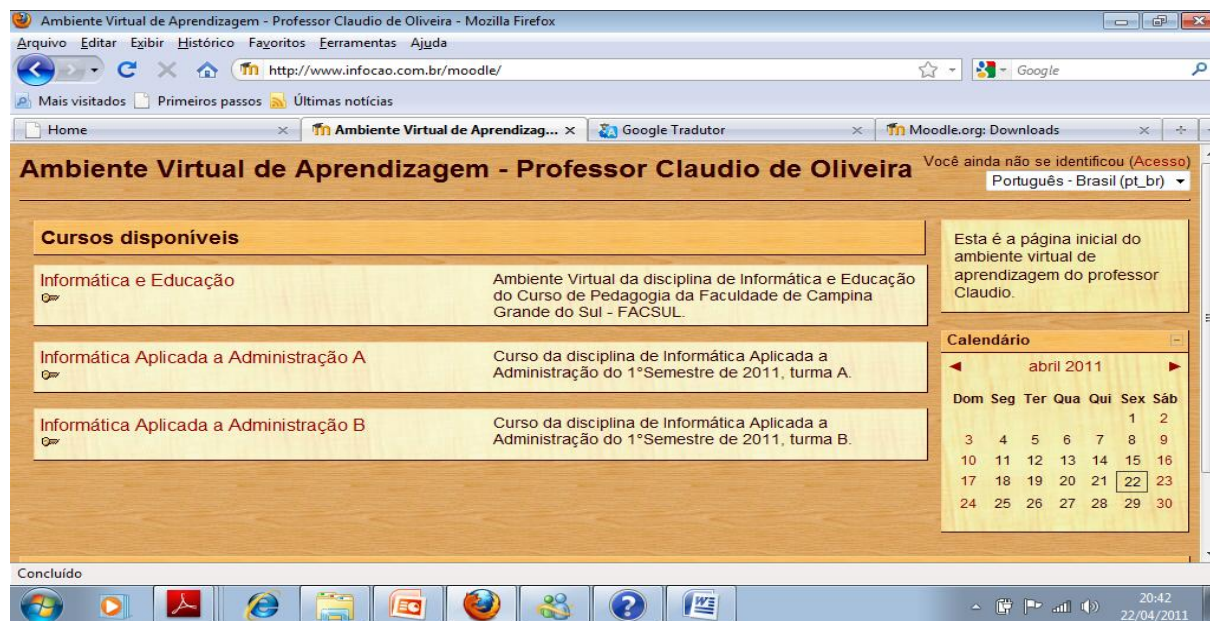 Ambiente Virtual de Aprendizagem - Professor Claudio de Oliveira - Mozilla Firefox
Arquivo Editar Exibir Histórico Favoritos Ferramentas Ajuda
http://www.infocao.com.br/moodle/
Google
Mais visitados Primeiros passos Últimas notícias
Home
Ambiente Virtual de Aprendizag...
Google Tradutor
Moodle.org: Downloads
Ambiente Virtual de Aprendizagem - Professor Claudio de Oliveira
Você ainda não se identificou (Acesso)
Português - Brasil (pt_br)
Cursos disponíveis
Informática e Educação
Ambiente Virtual da disciplina de Informática e Educação
do Curso de Pedagogia da Faculdade de Campina
Grande do Sul - FACSUL.
Informática Aplicada a Administração A
Curso da disciplina de Informática Aplicada a
Administração do 1°Semestre de 2011, turma A.
Informática Aplicada a Administração B
Curso da disciplina de Informática Aplicada a
Administração do 1°Semestre de 2011, turma B.
Esta é a página inicial do
ambiente virtual de
aprendizagem do professor
Claudio.
Calendário
abril 2011
Dom Seg Ter Qua Qui Sex Sáb
1 2
3 4 5 6 7 8 9
10 11 12 13 14 15 16
17 18 19 20 21 22 23
24 25 26 27 28 29 30
Concluído
20:42
22/04/2011